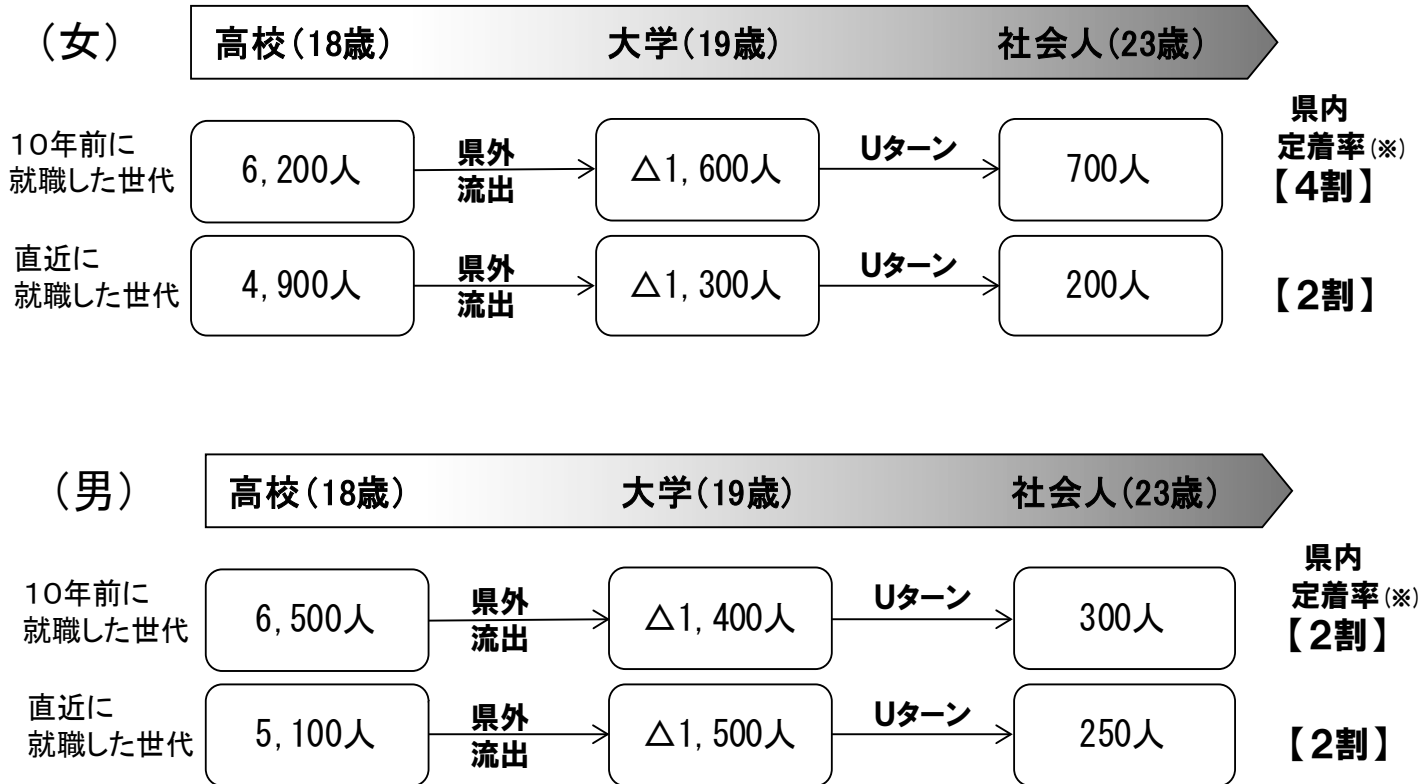 （女）
高校（18歳） 大学（19歳） 社会人（23歳）
県内
定着率（※）
【４割】
１０年前に
就職した世代
６,２００人
県外
流出
△１,６００人
Uターン
７００人
直近に
就職した世代
４,９００人
県外
流出
△１,３００人
Uターン
２００人
【２割】
（男）
高校（18歳） 大学（19歳） 社会人（23歳）
県内
定着率（※）
【２割】
１０年前に
就職した世代
６,５００人
県外
流出
△１,４００人
Uターン
３００人
直近に
就職した世代
５,１００人
県外
流出
△１,５００人
Uターン
２５０人
【２割】